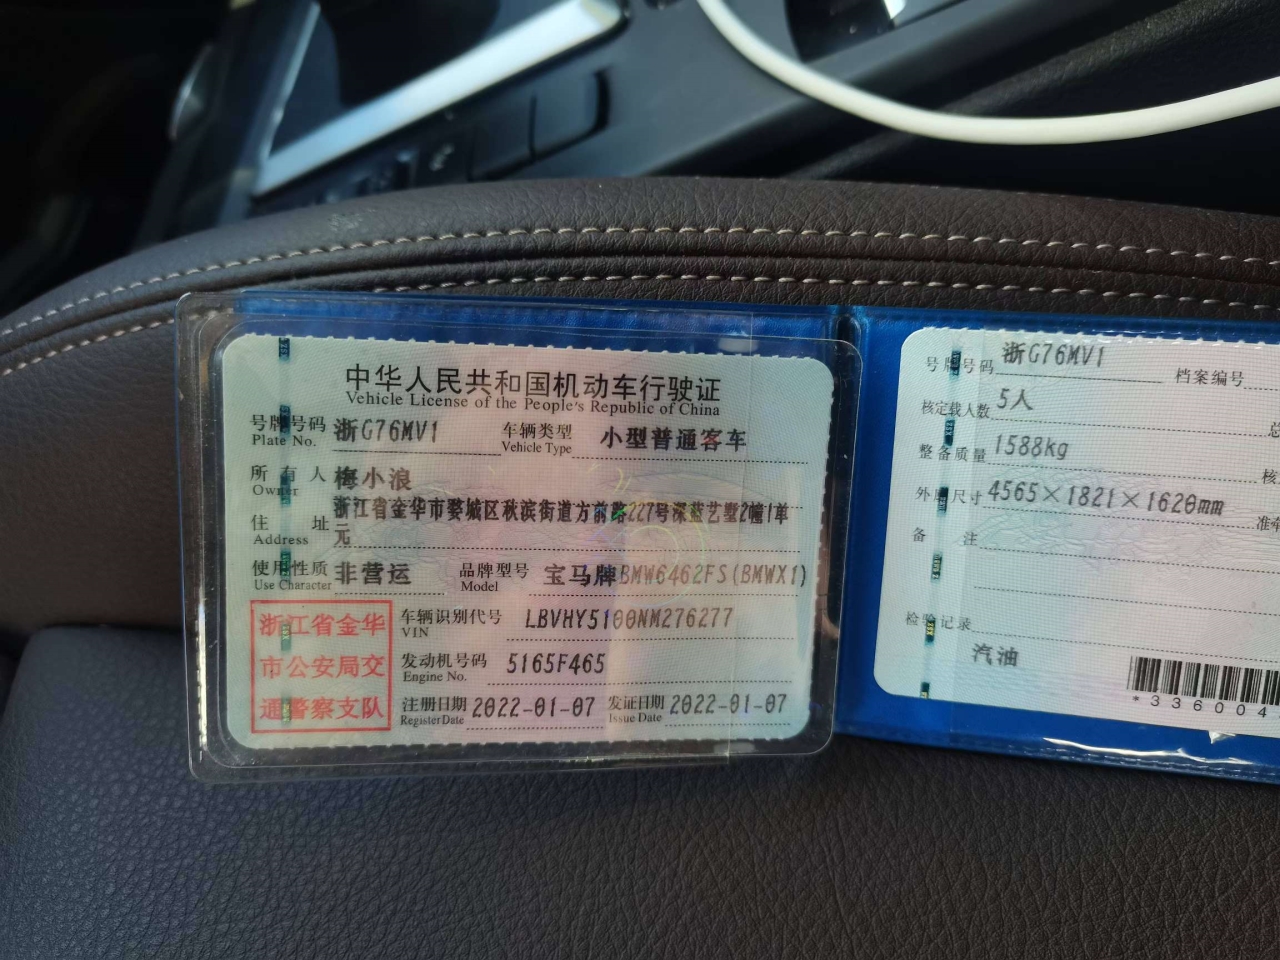 中华人民共和国机动车行驶证
Vehicle License of the People's Republic of China
号牌号码 浙G76MV1 车辆类型 小型普通客车
Plate No. Vehicle Type
所有人 梅小浪
Owner
浙江省金华市婺城区秋滨街道方前路227号深蓝艺墅2幢1单
住址 元
Address
使用性质 非营运 品牌型号 宝马牌BMW6462FS(BMWX1)
Use Character Model
浙江省金华
市公安局交
通警察支队
车辆识别代号 LBVHY5100NM276277
VIN
发动机号码 5165F465
Engine No.
注册日期 2022-01-07 发证日期 2022-01-07
Register Date Issue Date
号牌号码 浙G76MV1 档案编号
核定载人数 5人 总
整备质量 1588kg 核
外廓尺寸 4565×1821×1620mm 准牵
备注
检验记录
汽油
*336004